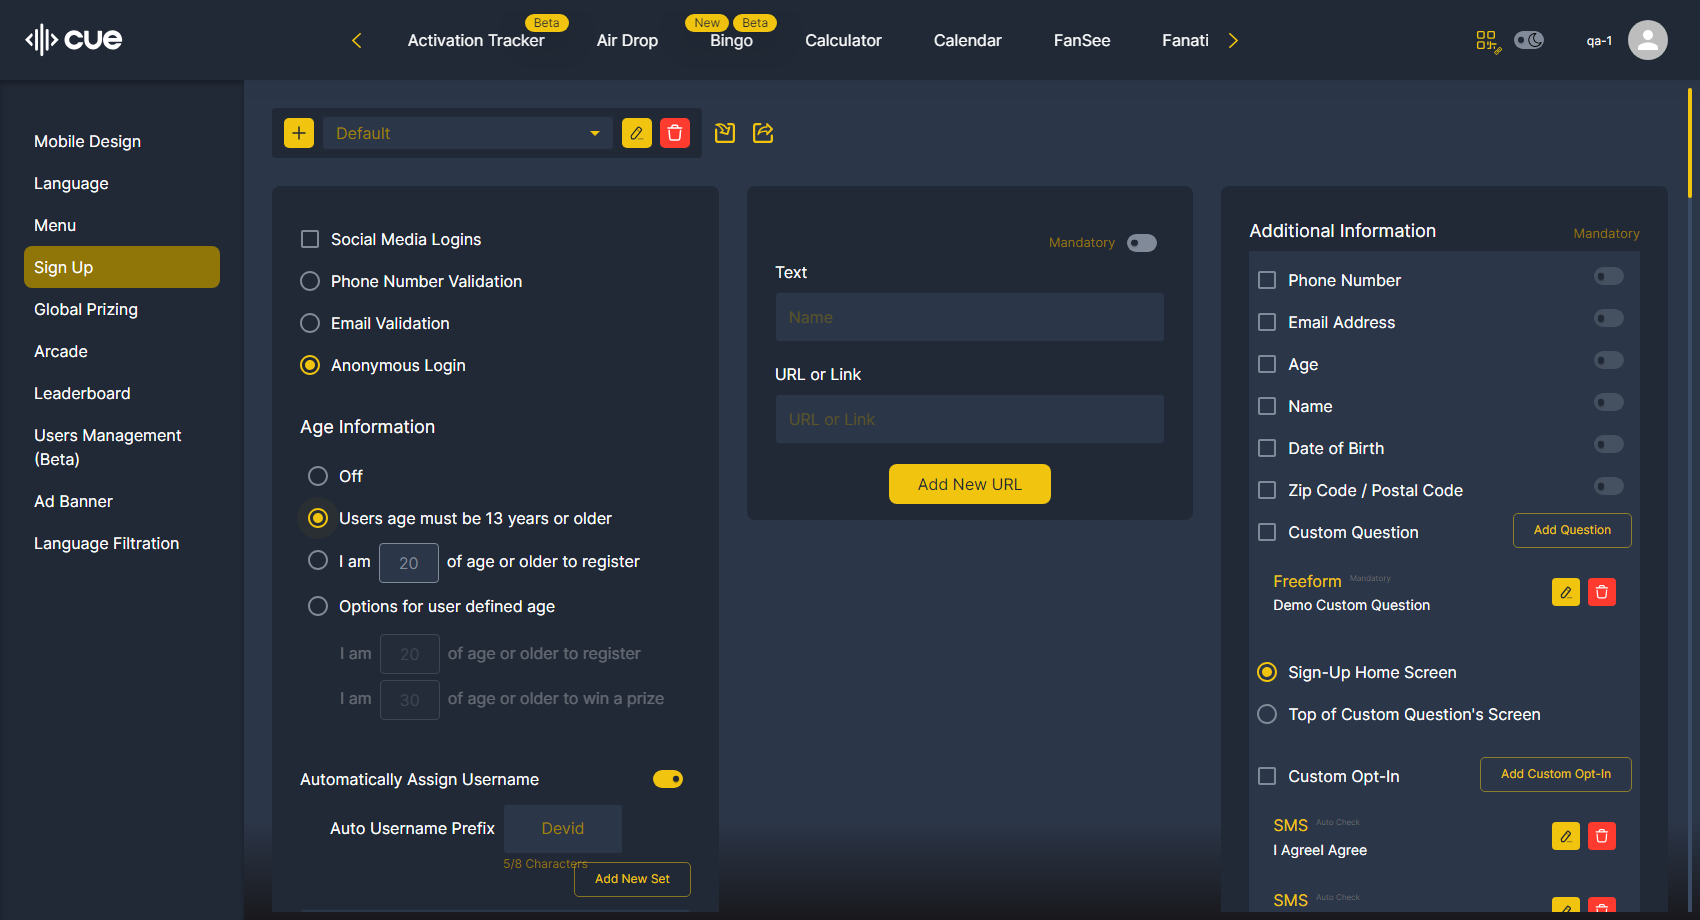 cue
Activation Tracker
Beta
Air Drop
New
Beta
Bingo
Calculator
Calendar
FanSee
Fanati
qa-1
Mobile Design
Language
Menu
Sign Up
Global Prizing
Arcade
Leaderboard
Users Management
(Beta)
Ad Banner
Language Filtration
Default
Social Media Logins
Phone Number Validation
Email Validation
Anonymous Login
Age Information
Off
Users age must be 13 years or older
I am 20 of age or older to register
Options for user defined age
I am 20 of age or older to register
I am 30 of age or older to win a prize
Automatically Assign Username
Auto Username Prefix Devid
5/8 Characters
Add New Set
Mandatory
Text
Name
URL or Link
URL or Link
Add New URL
Additional Information Mandatory
Phone Number
Email Address
Age
Name
Date of Birth
Zip Code / Postal Code
Custom Question Add Question
Freeform Mandatory
Demo Custom Question
Sign-Up Home Screen
Top of Custom Question's Screen
Custom Opt-In Add Custom Opt-In
SMS Auto Check
I AgreeI Agree
SMS Auto Check